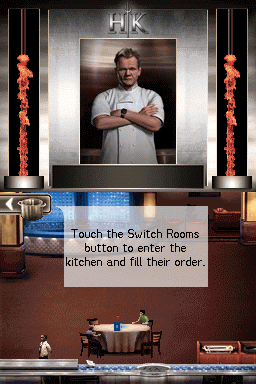 HK
Touch the Switch Rooms
button to enter the
kitchen and fill their order.